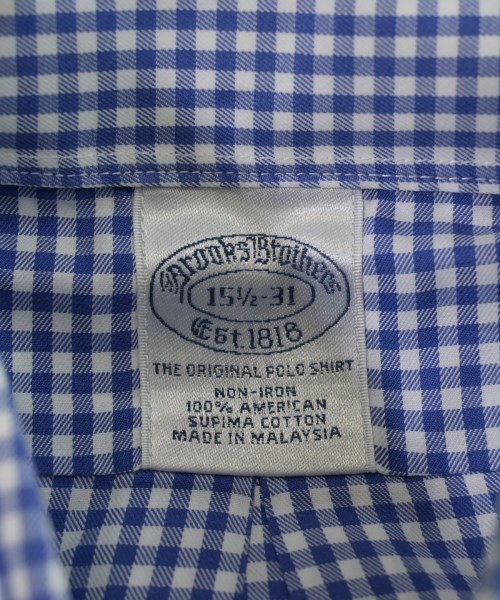 Brooks Brothers
15½-31
Est. 1818
THE ORIGINAL POLO SHIRT
NON-IRON
100% AMERICAN
SUPIMA COTTON
MADE IN MALAYSIA